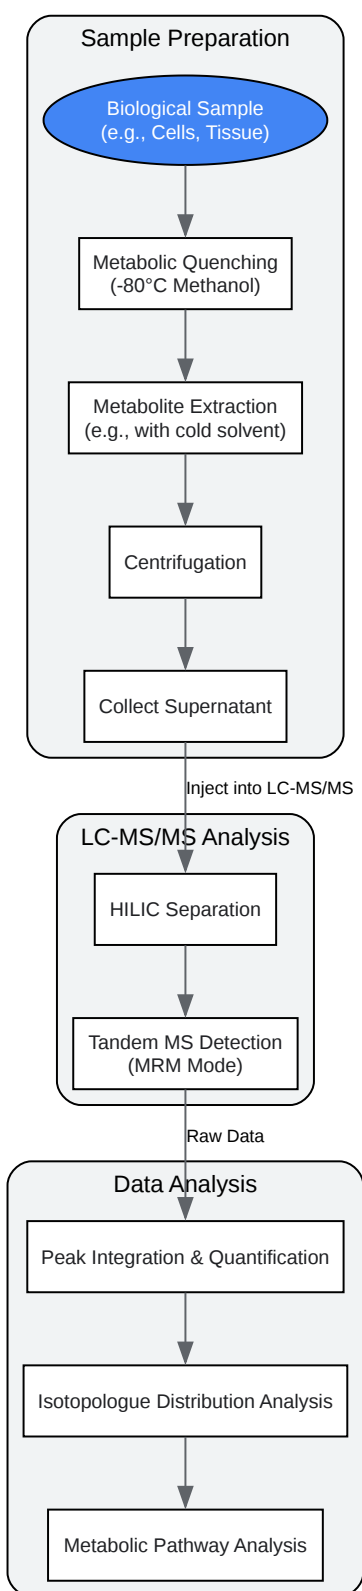 Sample Preparation
Biological Sample
(e.g., Cells, Tissue)
Metabolic Quenching
(-80°C Methanol)
Metabolite Extraction
(e.g., with cold solvent)
Centrifugation
Collect Supernatant
Inject into LC-MS/MS
LC-MS/MS Analysis
HILIC Separation
Tandem MS Detection
(MRM Mode)
Raw Data
Data Analysis
Peak Integration & Quantification
Isotopologue Distribution Analysis
Metabolic Pathway Analysis